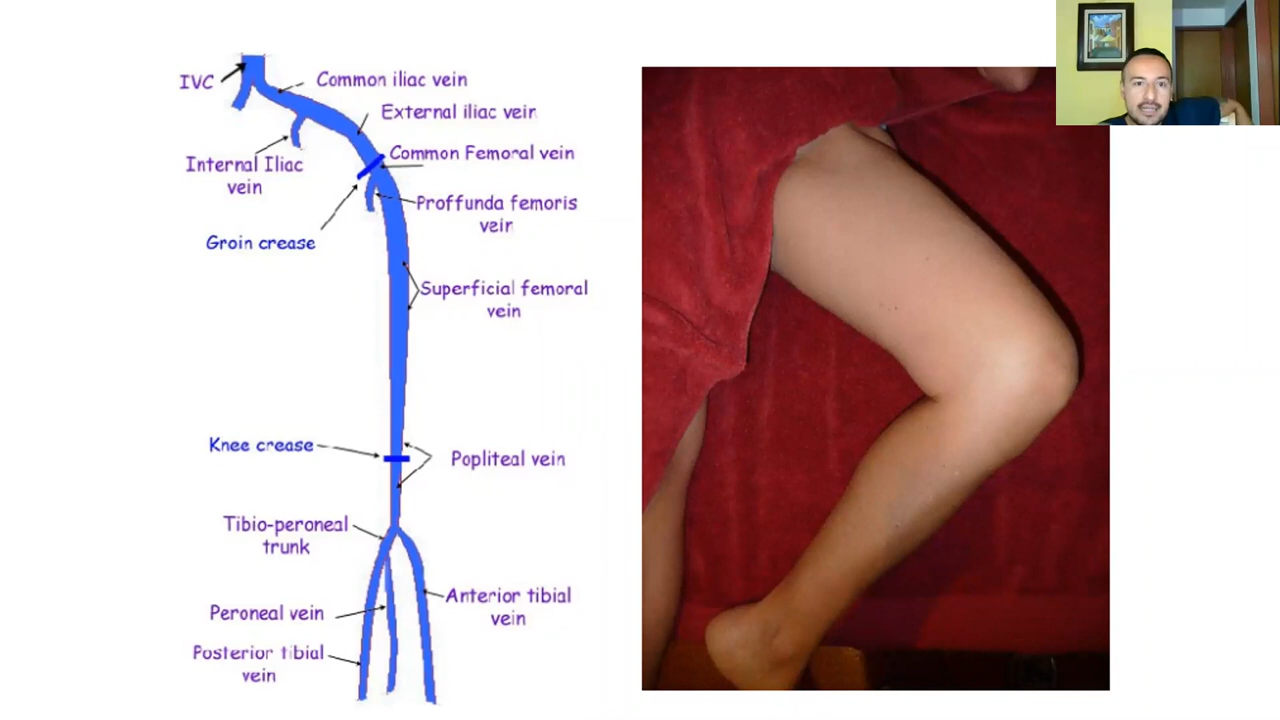 IVC
Common iliac vein
External iliac vein
Common Femoral vein
Internal Iliac
vein
Proffunda femoris
vein
Groin crease
Superficial femoral
vein
Knee crease
Popliteal vein
Tibio-peroneal
trunk
Anterior tibial
vein
Peroneal vein
Posterior tibial
vein